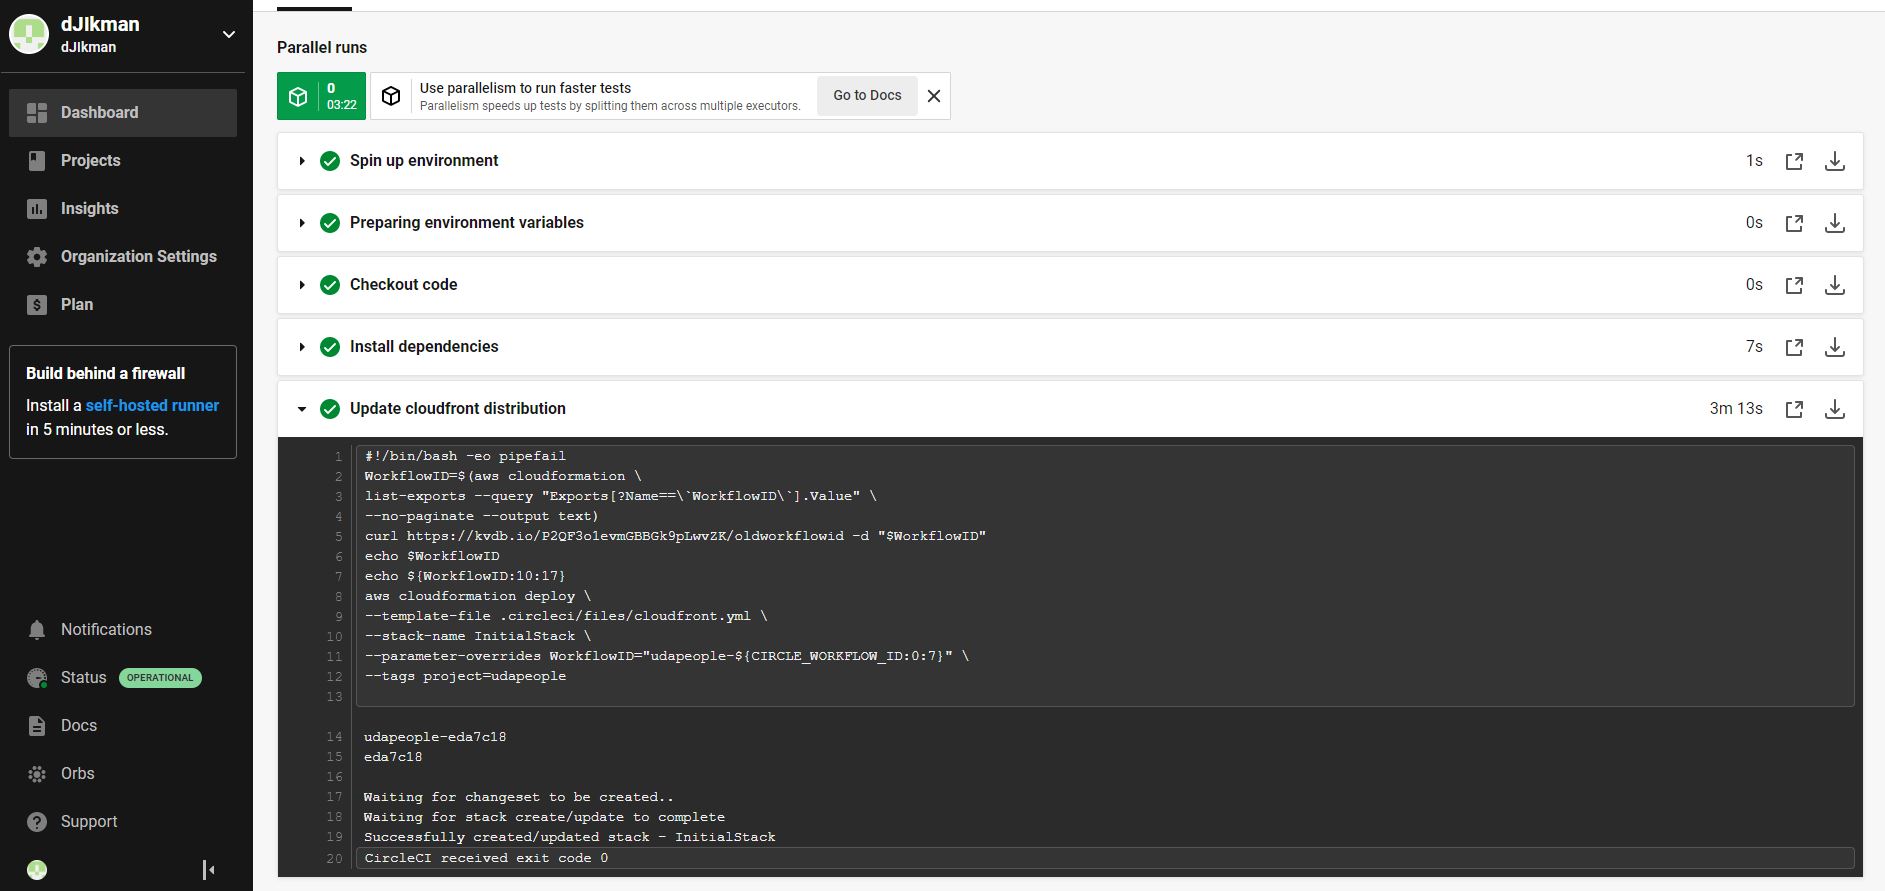 dJIkman
dJIkman
Dashboard
Projects
Insights
Organization Settings
Plan
Build behind a firewall
Install a self-hosted runner
in 5 minutes or less.
Notifications
Status OPERATIONAL
Docs
Orbs
Support
Parallel runs
0
03:22
Use parallelism to run faster tests
Parallelism speeds up tests by splitting them across multiple executors.
Go to Docs
Spin up environment 1s
Preparing environment variables 0s
Checkout code 0s
Install dependencies 7s
Update cloudfront distribution 3m 13s
1 #!/bin/bash -eo pipefail
2 WorkflowID=$(aws cloudformation \
3 list-exports --query "Exports[?Name==\`WorkflowID\`].Value" \
4 --no-paginate --output text)
5 curl https://kvdb.io/P2QF3o1evmGBBGk9pLwvZK/oldworkflowid -d "$WorkflowID"
6 echo $WorkflowID
7 echo ${WorkflowID:10:17}
8 aws cloudformation deploy \
9 --template-file .circleci/files/cloudfront.yml \
10 --stack-name InitialStack \
11 --parameter-overrides WorkflowID="udapeople-${CIRCLE_WORKFLOW_ID:0:7}" \
12 --tags project=udapeople
13
14 udapeople-eda7c18
15 eda7c18
16
17 Waiting for changeset to be created..
18 Waiting for stack create/update to complete
19 Successfully created/updated stack - InitialStack
20 CircleCI received exit code 0